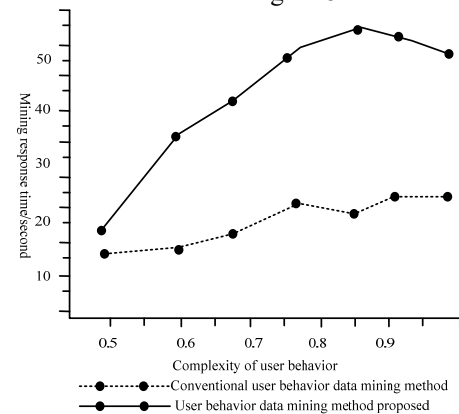 50
40
30
20
10
Mining response time/second
0.5 0.6 0.7 0.8 0.9
Complexity of user behavior
Conventional user behavior data mining method
User behavior data mining method proposed